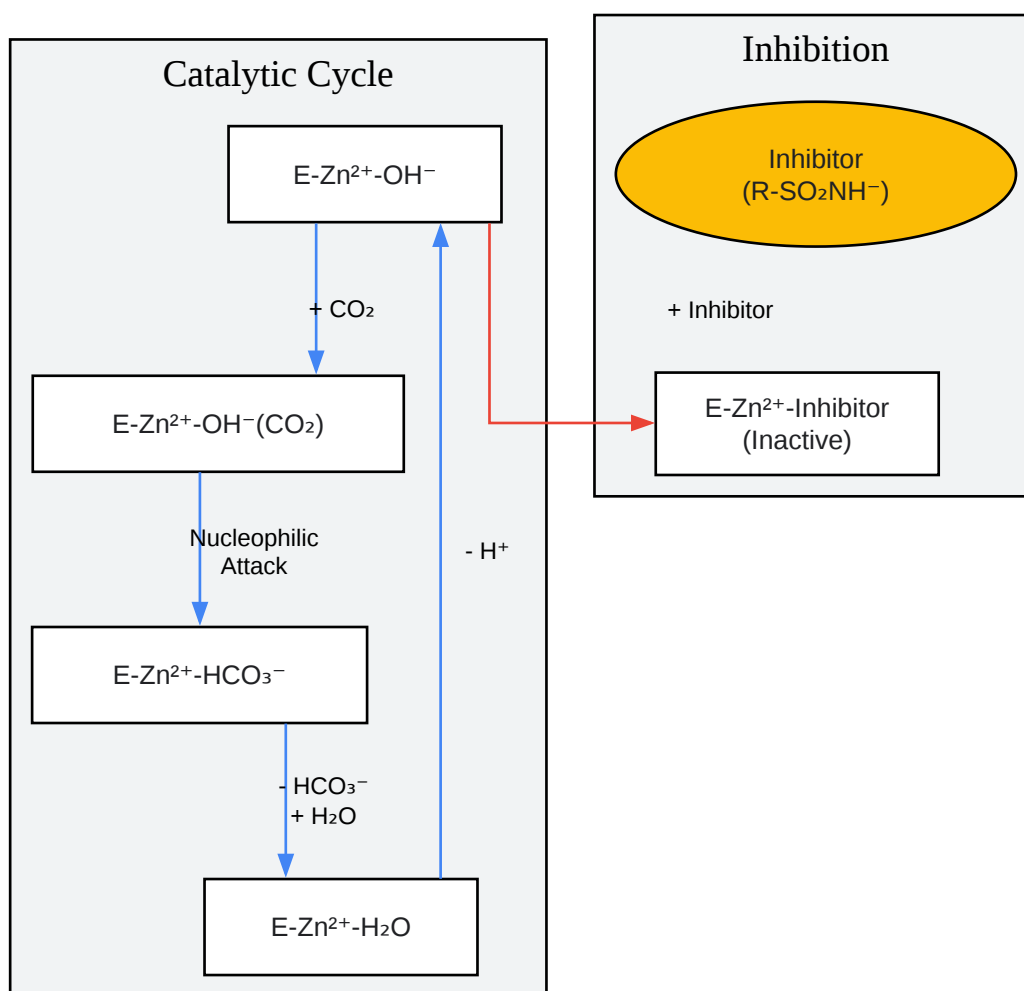 Catalytic Cycle
E-Zn²⁺-OH⁻
+ CO₂
E-Zn²⁺-OH⁻(CO₂)
Nucleophilic
Attack
- H⁺
E-Zn²⁺-HCO₃⁻
- HCO₃⁻
+ H₂O
E-Zn²⁺-H₂O
Inhibition
Inhibitor
(R-SO₂NH⁻)
+ Inhibitor
E-Zn²⁺-Inhibitor
(Inactive)